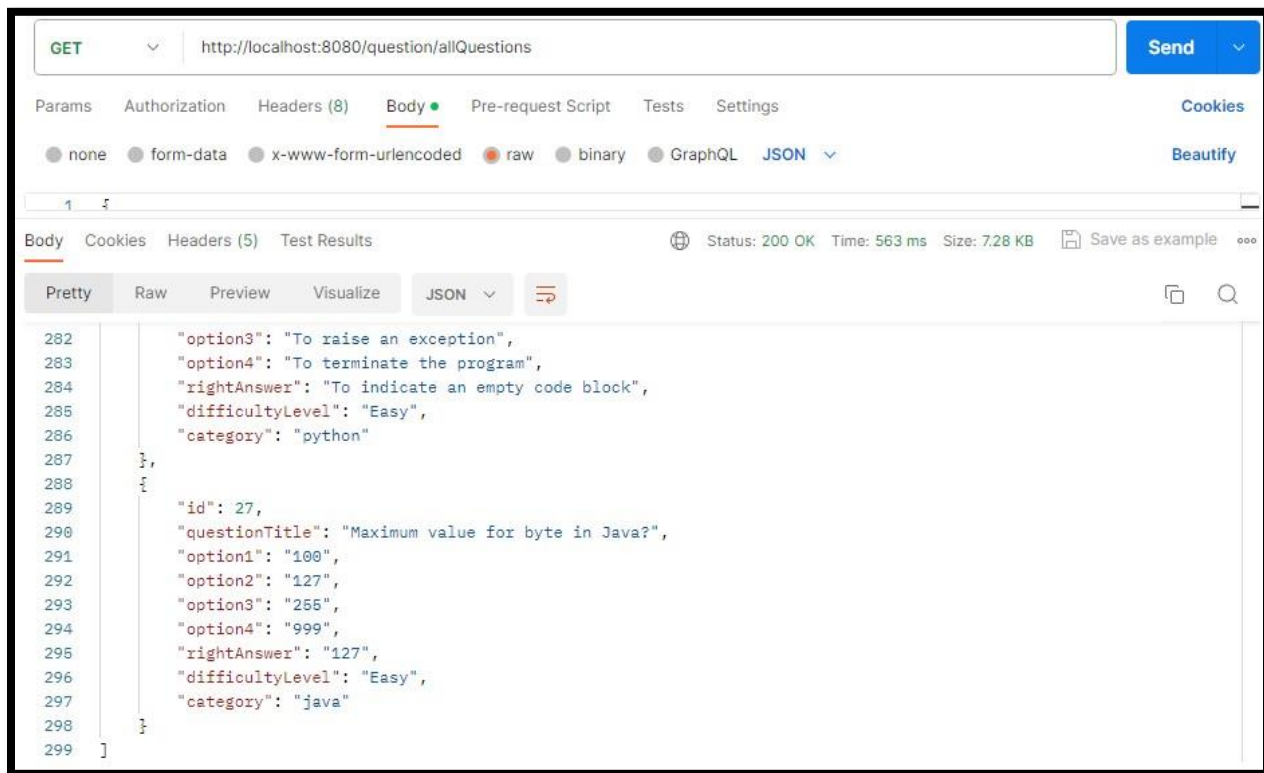 GET http://localhost:8080/question/allQuestions Send
Params Authorization Headers (8) Body Pre-request Script Tests Settings Cookies
none form-data x-www-form-urlencoded raw binary GraphQL JSON Beautify
1 {
Body Cookies Headers (5) Test Results Status: 200 OK Time: 563 ms Size: 7.28 KB Save as example
Pretty Raw Preview Visualize JSON
282 "option3": "To raise an exception",
283 "option4": "To terminate the program",
284 "rightAnswer": "To indicate an empty code block",
285 "difficultyLevel": "Easy",
286 "category": "python"
287 },
288 {
289 "id": 27,
290 "questionTitle": "Maximum value for byte in Java?",
291 "option1": "100",
292 "option2": "127",
293 "option3": "255",
294 "option4": "999",
295 "rightAnswer": "127",
296 "difficultyLevel": "Easy",
297 "category": "java"
298 }
299 ]